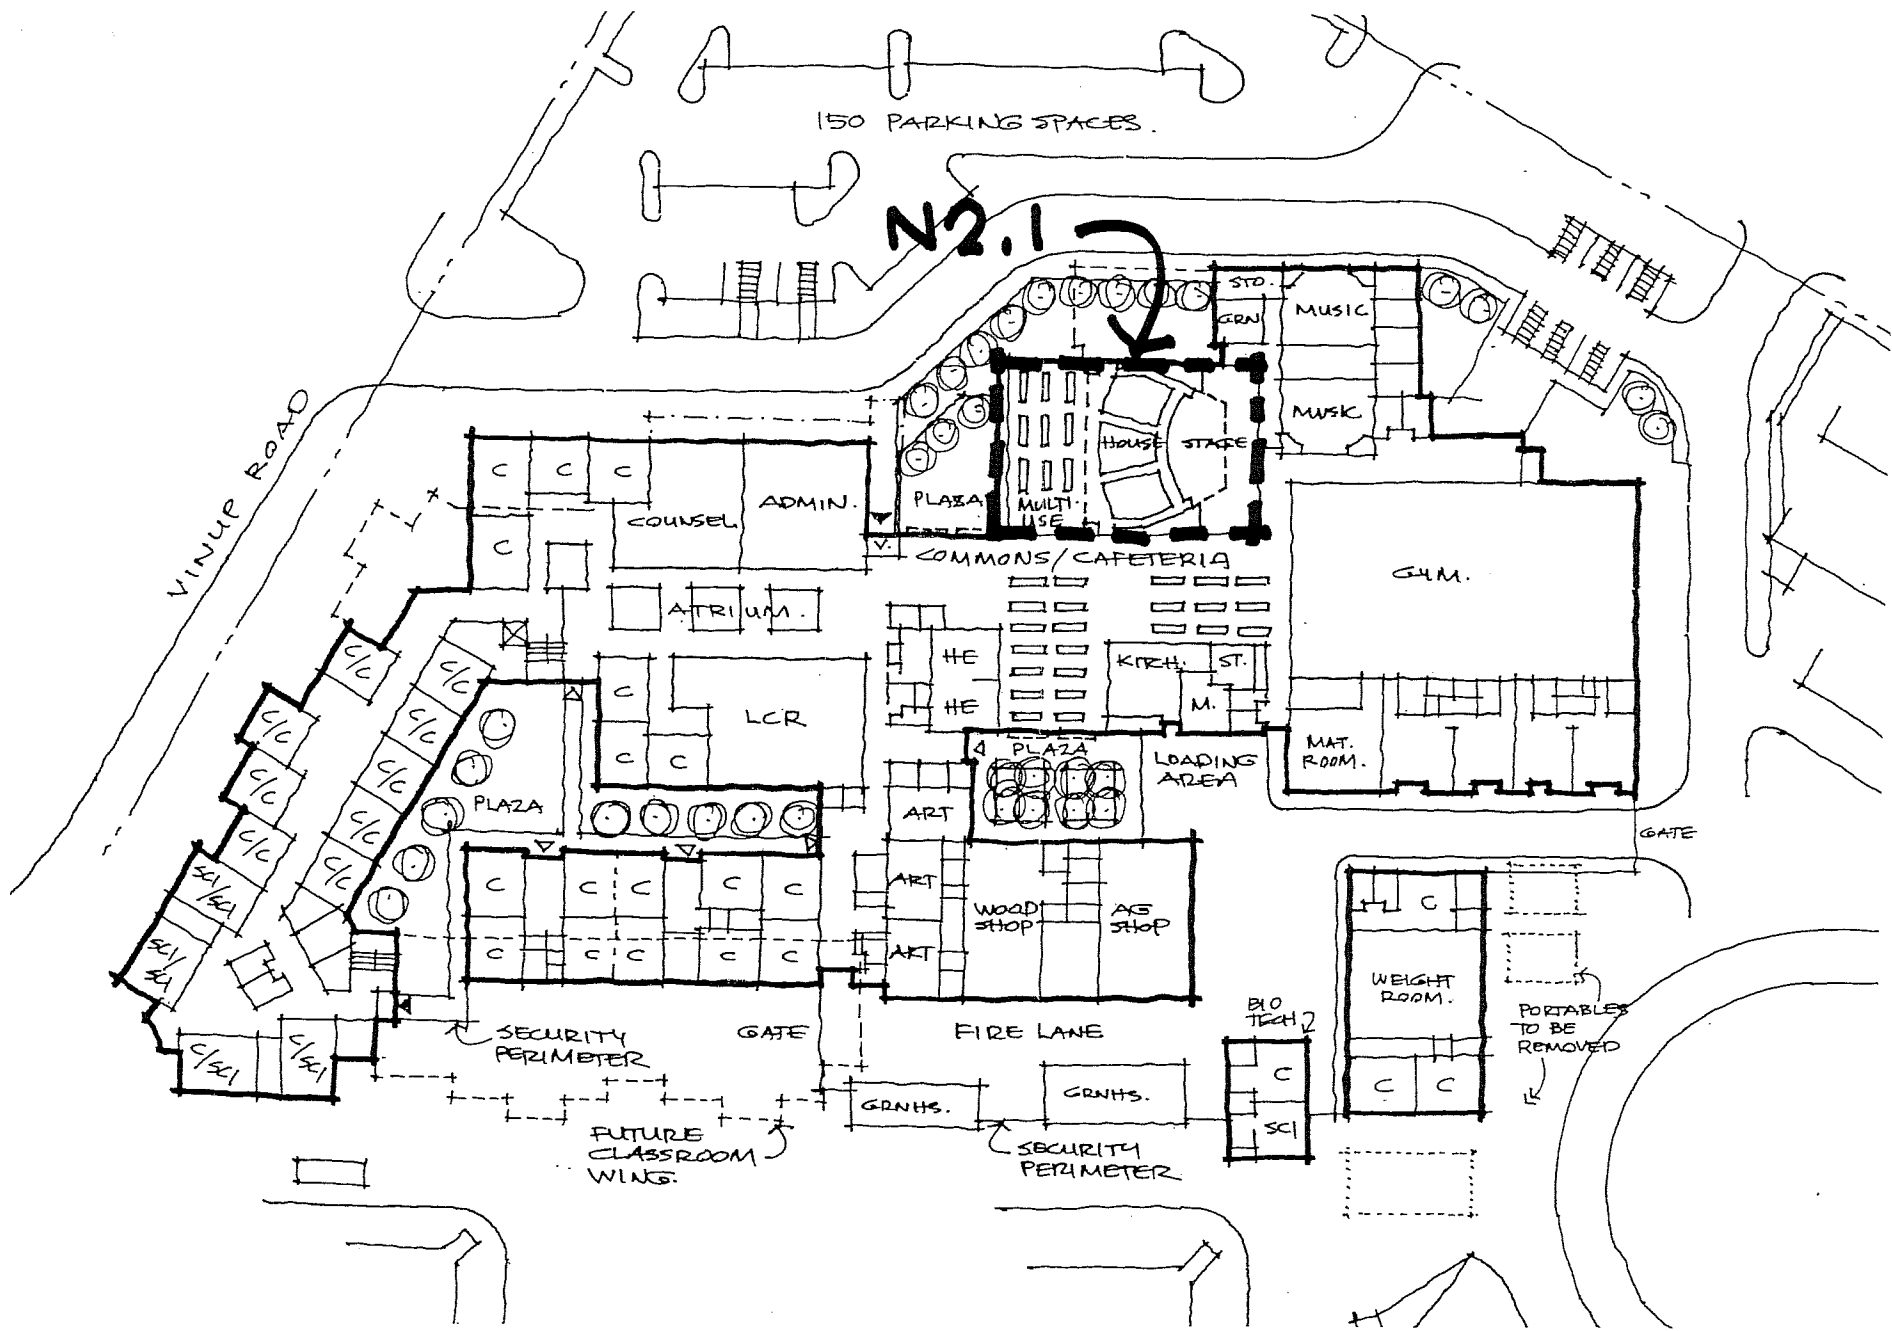 150 PARKING SPACES.
N2.1
STO.
MUSIC
GRN
VINUP ROAD
MUSIC
HOUSE
STAGE
C
C
C
PLAZA
MULTI-
USE
COUNSEL
ADMIN.
C
COMMONS/CAFETERIA
GYM.
ATRIUM.
C/C
C/C
HE
KITCH.
ST.
C
LCR
HE
M.
C/C
C/C
C
C
PLAZA
LOADING
AREA
MAT.
ROOM.
C/C
C/C
PLAZA
ART
C/C
C/C
GATE
C/C
SCI/
SCI
C
C
C
C
C
ART
WOOD
SHOP
AG
SHOP
C
SCI/
SCI
C
C
C
C
C
ART
WEIGHT
ROOM.
BIO
TECH
PORTABLES
TO BE
REMOVED
SECURITY
PERIMETER
GATE
FIRE LANE
C/SCI
C/SCI
C
C
C
GRNHS.
GRNHS.
SCI
FUTURE
CLASSROOM
WING.
SECURITY
PERIMETER